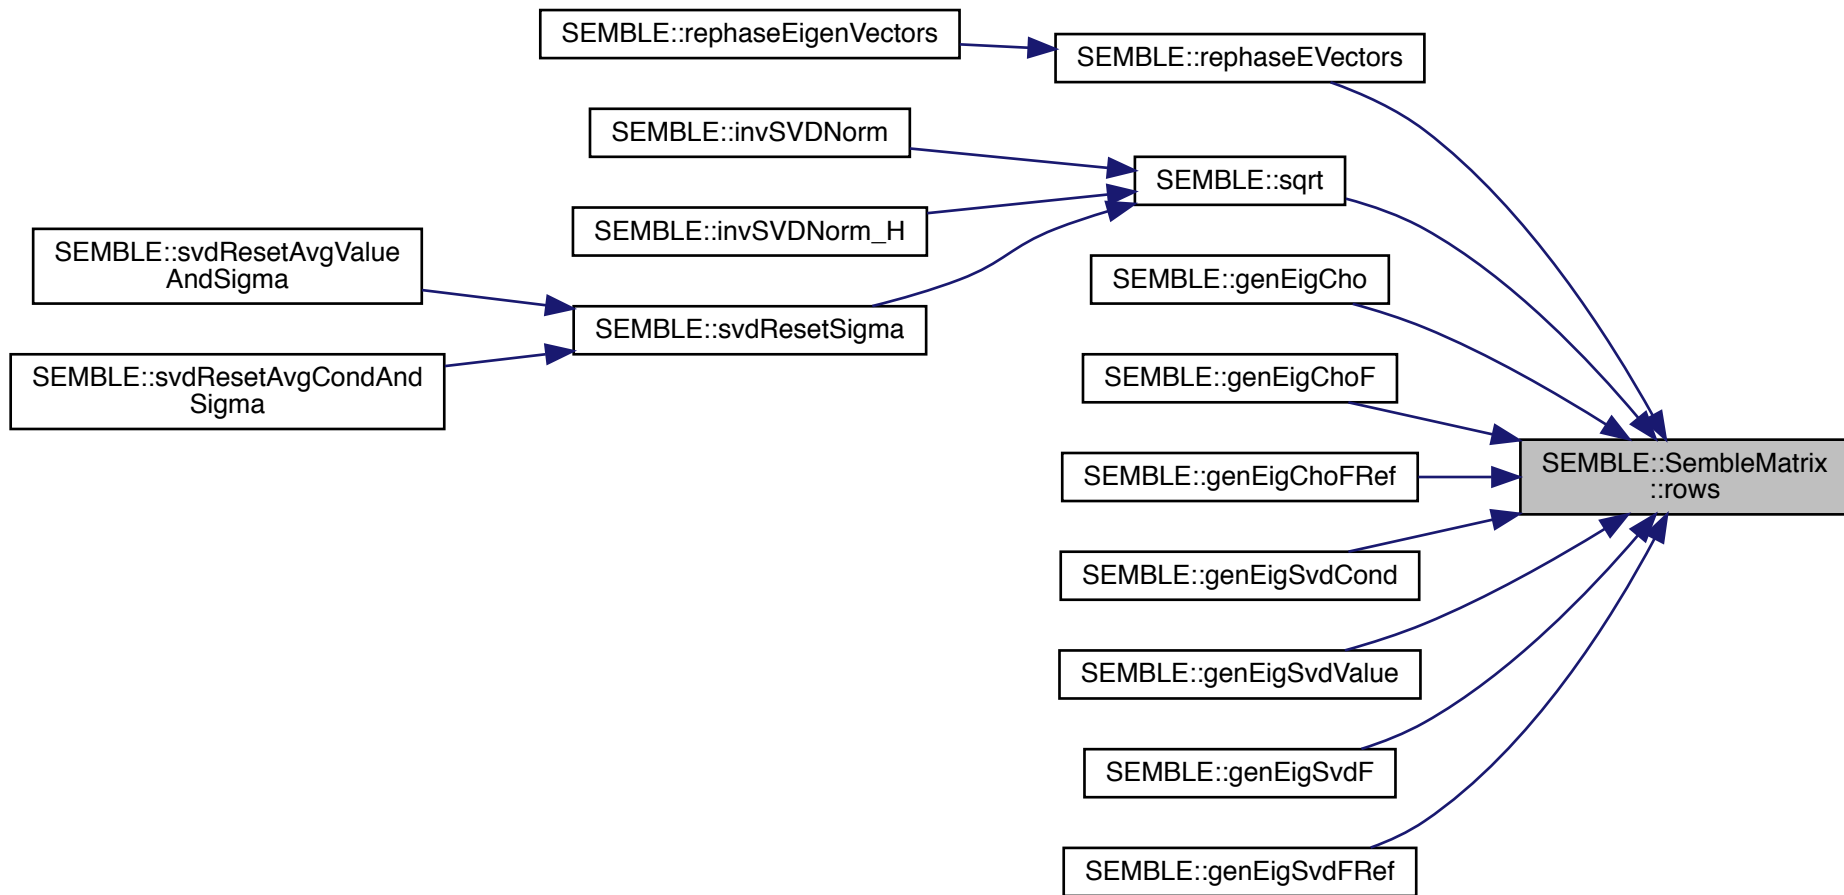 SEMBLE::rephaseEigenVectors
SEMBLE::rephaseEVectors
SEMBLE::invSVDNorm
SEMBLE::sqrt
SEMBLE::invSVDNorm_H
SEMBLE::svdResetAvgValue
AndSigma
SEMBLE::genEigCho
SEMBLE::svdResetSigma
SEMBLE::svdResetAvgCondAnd
Sigma
SEMBLE::genEigChoF
SEMBLE::SembleMatrix
::rows
SEMBLE::genEigChoFRef
SEMBLE::genEigSvdCond
SEMBLE::genEigSvdValue
SEMBLE::genEigSvdF
SEMBLE::genEigSvdFRef